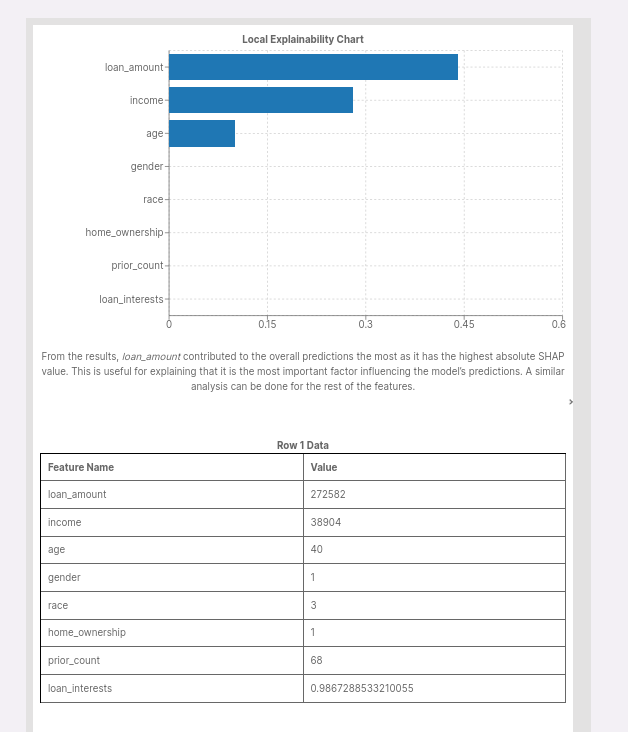 Local Explainability Chart
loan_amount
income
age
gender
race
home_ownership
prior_count
loan_interests
0 0.15 0.3 0.45 0.6
From the results, loan_amount contributed to the overall predictions the most as it has the highest absolute SHAP
value. This is useful for explaining that it is the most important factor influencing the model's predictions. A similar
analysis can be done for the rest of the features.
Row 1 Data
Feature Name Value
loan_amount 272582
income 38904
age 40
gender 1
race 3
home_ownership 1
prior_count 68
loan_interests 0.9867288533210055